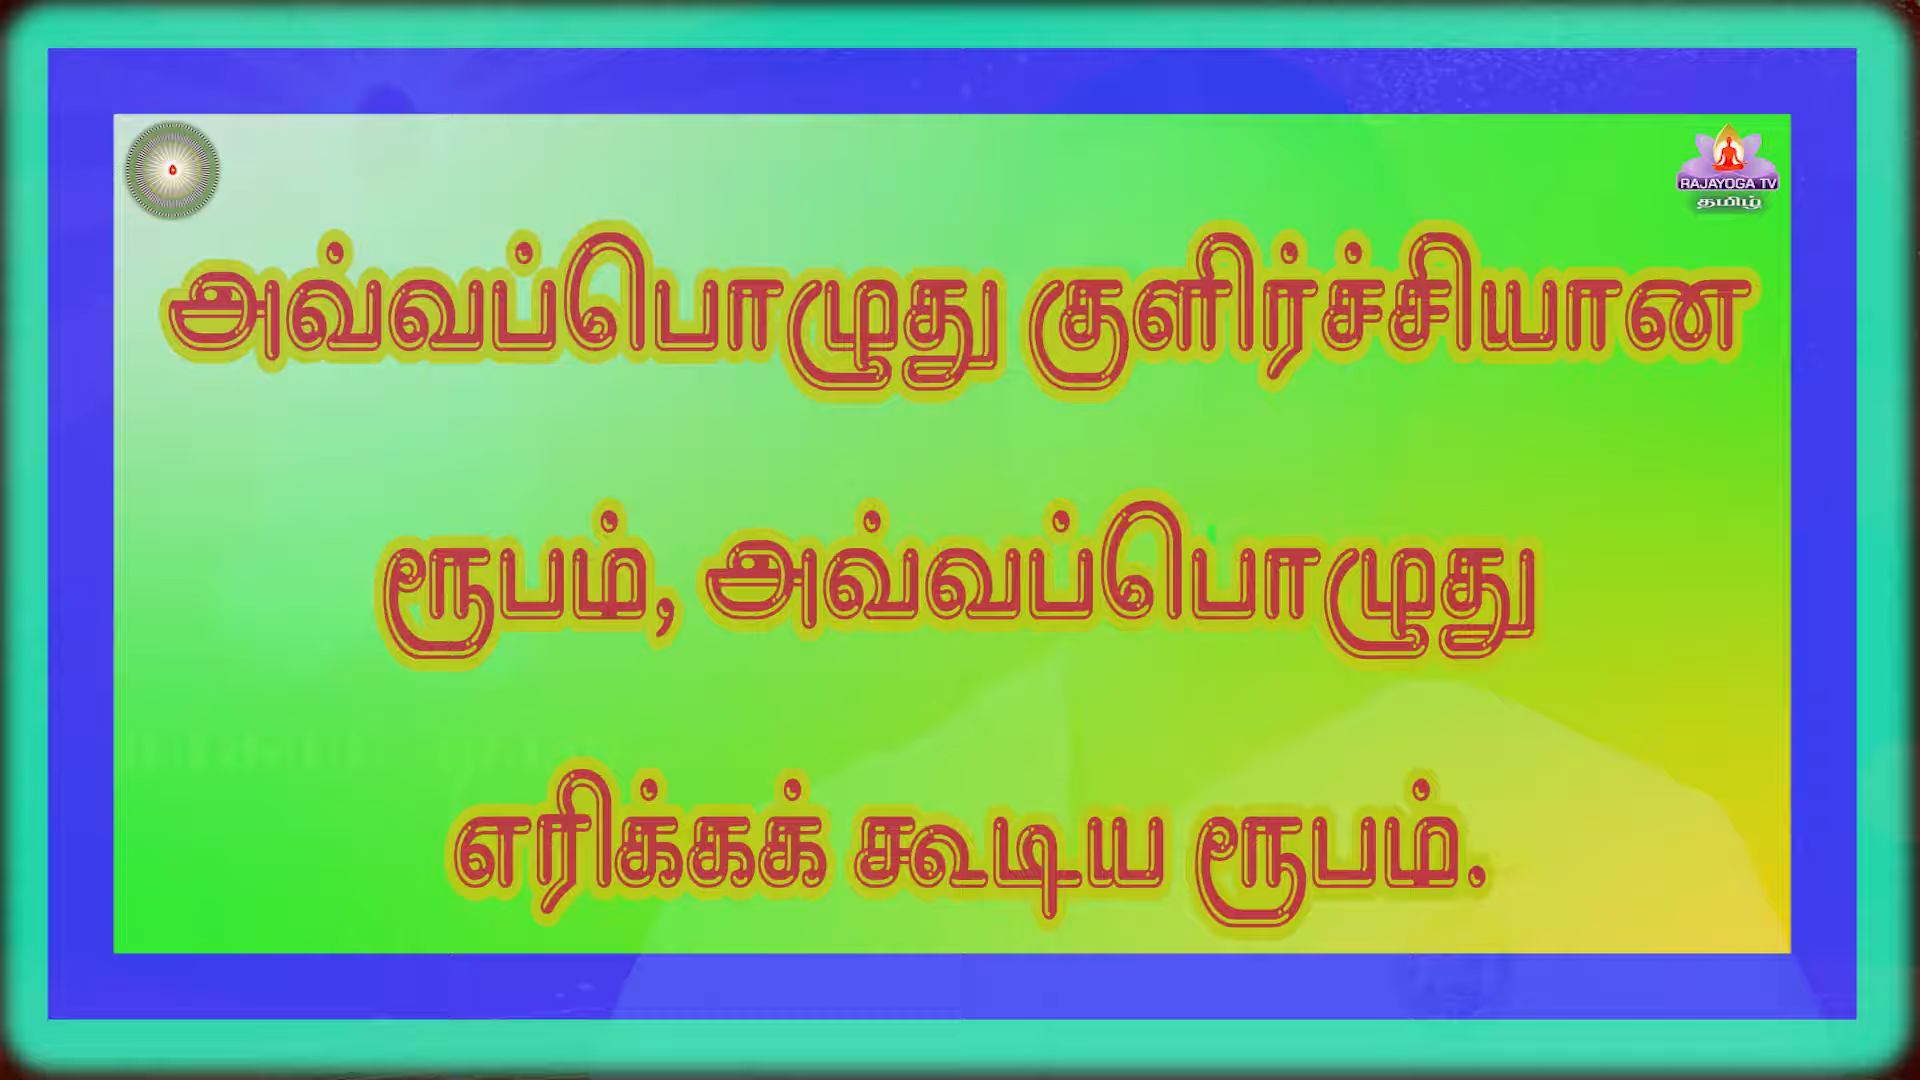 RAJAYOGA TV
தமிழ்
அவ்வப்பொழுது குளிர்ச்சியான
ரூபம், அவ்வப்பொழுது
எரிக்கக் கூடிய ரூபம்.